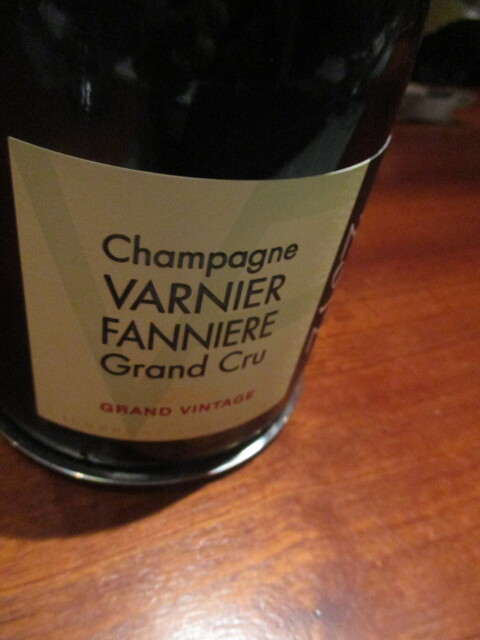 Champagne
VARNIER
FANNIERE
Grand Cru
GRAND VINTAGE